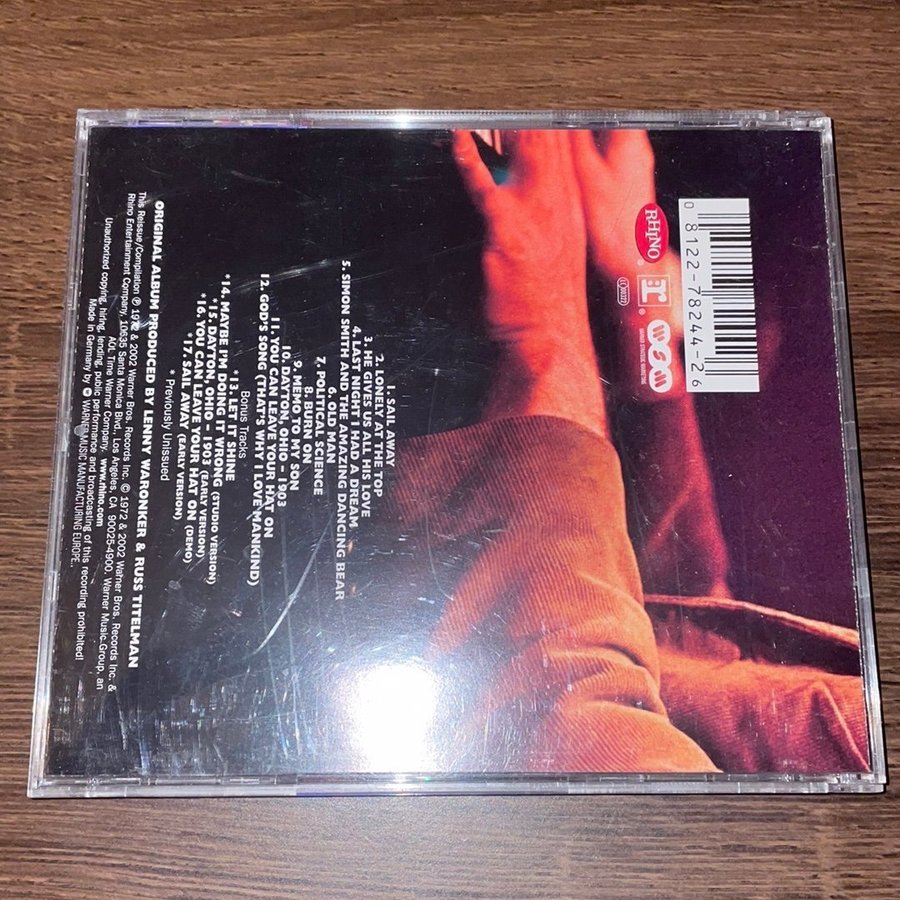 1. SAIL AWAY
2. LONELY AT THE TOP
3. HE GIVES US ALL HIS LOVE
4. LAST NIGHT I HAD A DREAM
5. SIMON SMITH AND THE AMAZING DANCING BEAR
6. OLD MAN
7. POLITICAL SCIENCE
8. BURN ON
9. MEMO TO MY SON
10. DAYTON, OHIO – 1903
11. YOU CAN LEAVE YOUR HAT ON
12. GOD'S SONG (THAT'S WHY I LOVE MANKIND)
Bonus Tracks
*13. LET IT SHINE
*14. MAYBE I'M DOING IT WRONG (STUDIO VERSION)
*15. DAYTON, OHIO – 1903 (EARLY VERSION)
*16. YOU CAN LEAVE YOUR HAT ON (DEMO)
*17. SAIL AWAY (EARLY VERSION)
* Previously Unissued
ORIGINAL ALBUM PRODUCED BY LENNY WARONKER & RUSS TITELMAN
This Reissue/Compilation ℗ 1972 & 2002 Warner Bros. Records Inc. © 1972 & 2002 Warner Bros. Records Inc. &
Rhino Entertainment Company, 10635 Santa Monica Blvd., Los Angeles, CA 90025-4900, Warner Music Group, an
AOL Time Warner Company. www.rhino.com
Unauthorized copying, hiring, lending, public performance and broadcasting of this recording prohibited!
Made in Germany by WARNER MUSIC MANUFACTURING EUROPE.
0 8122-78244-2 6
RHINO
r
wsm
WARNER STRATEGIC MARKETING